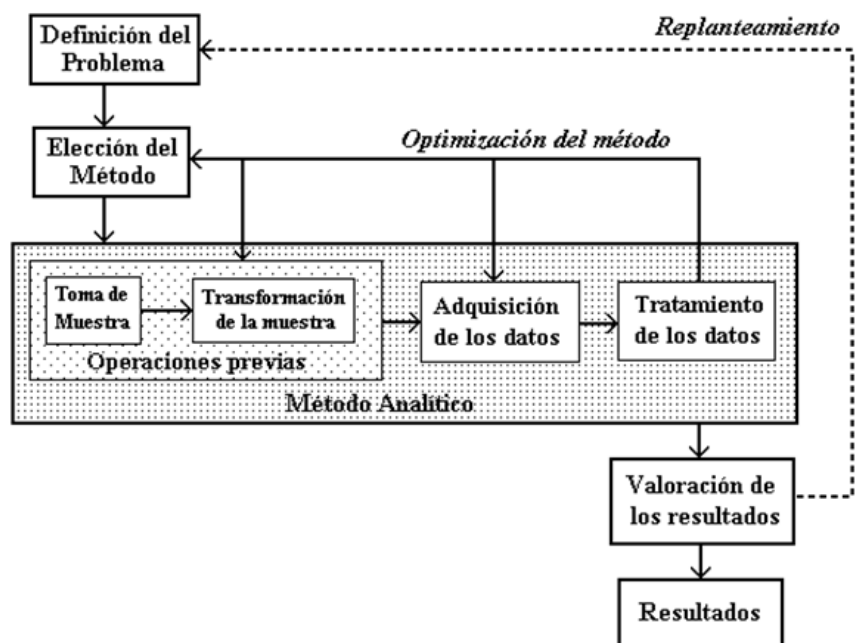 Replanteamiento
Definición del
Problema
Elección del
Método
Optimización del método
Toma de
Muestra
Transformación
de la muestra
Operaciones previas
Adquisición
de los datos
Tratamiento
de los datos
Método Analítico
Valoración de
los resultados
Resultados